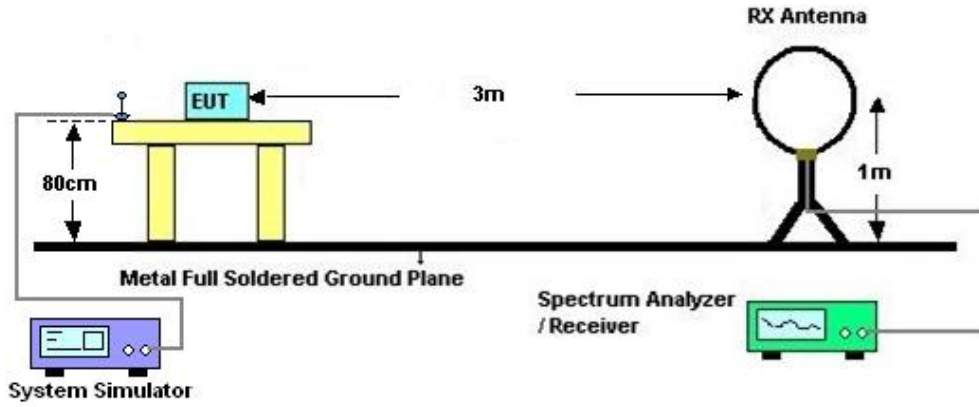 RX Antenna
EUT
3m
80cm
1m
Metal Full Soldered Ground Plane
Spectrum Analyzer
/ Receiver
System Simulator